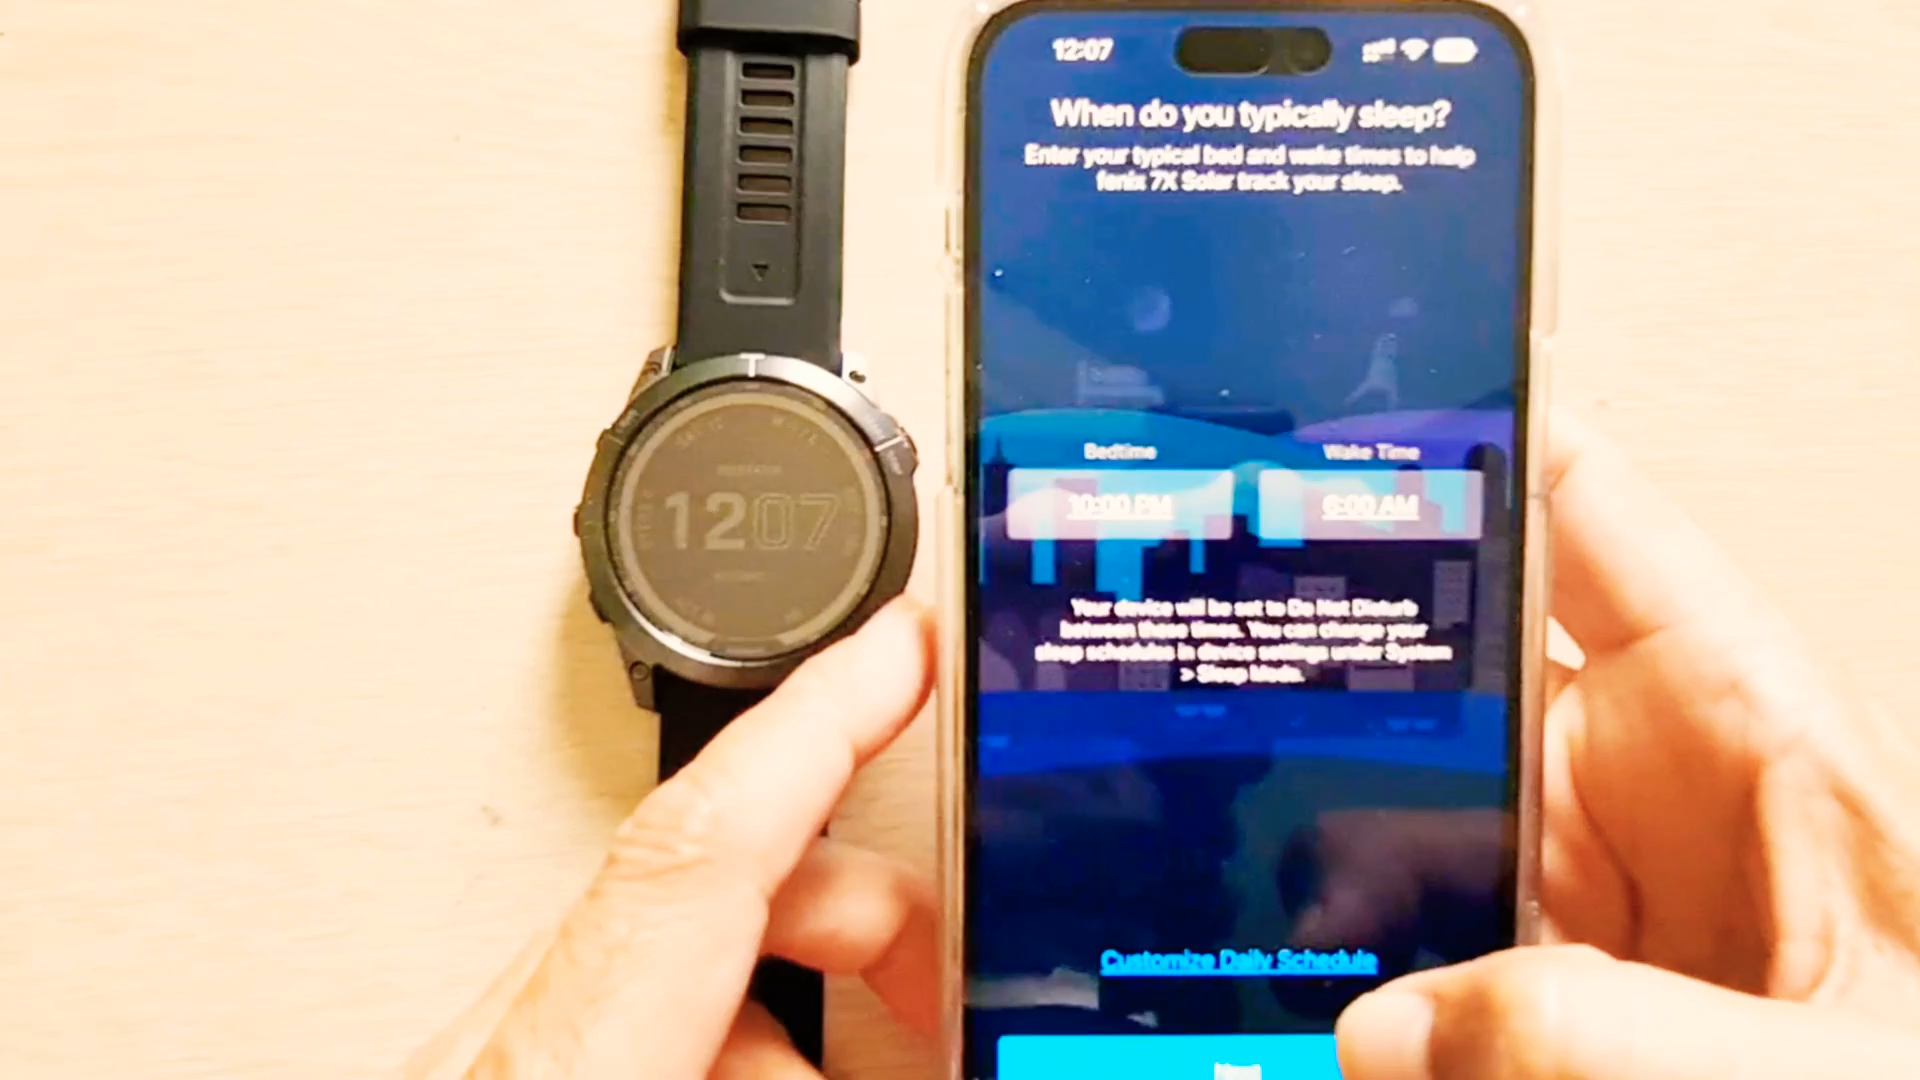 12:07
When do you typically sleep?
Enter your typical bed and wake times to help
fenix 7X Solar track your sleep.
Bedtime
Wake Time
10:00 PM
6:00 AM
Your device will be set to Do Not Disturb
between these times. You can change your
sleep schedules in device settings under System
> Sleep Mode.
Customize Daily Schedule
Next
1207